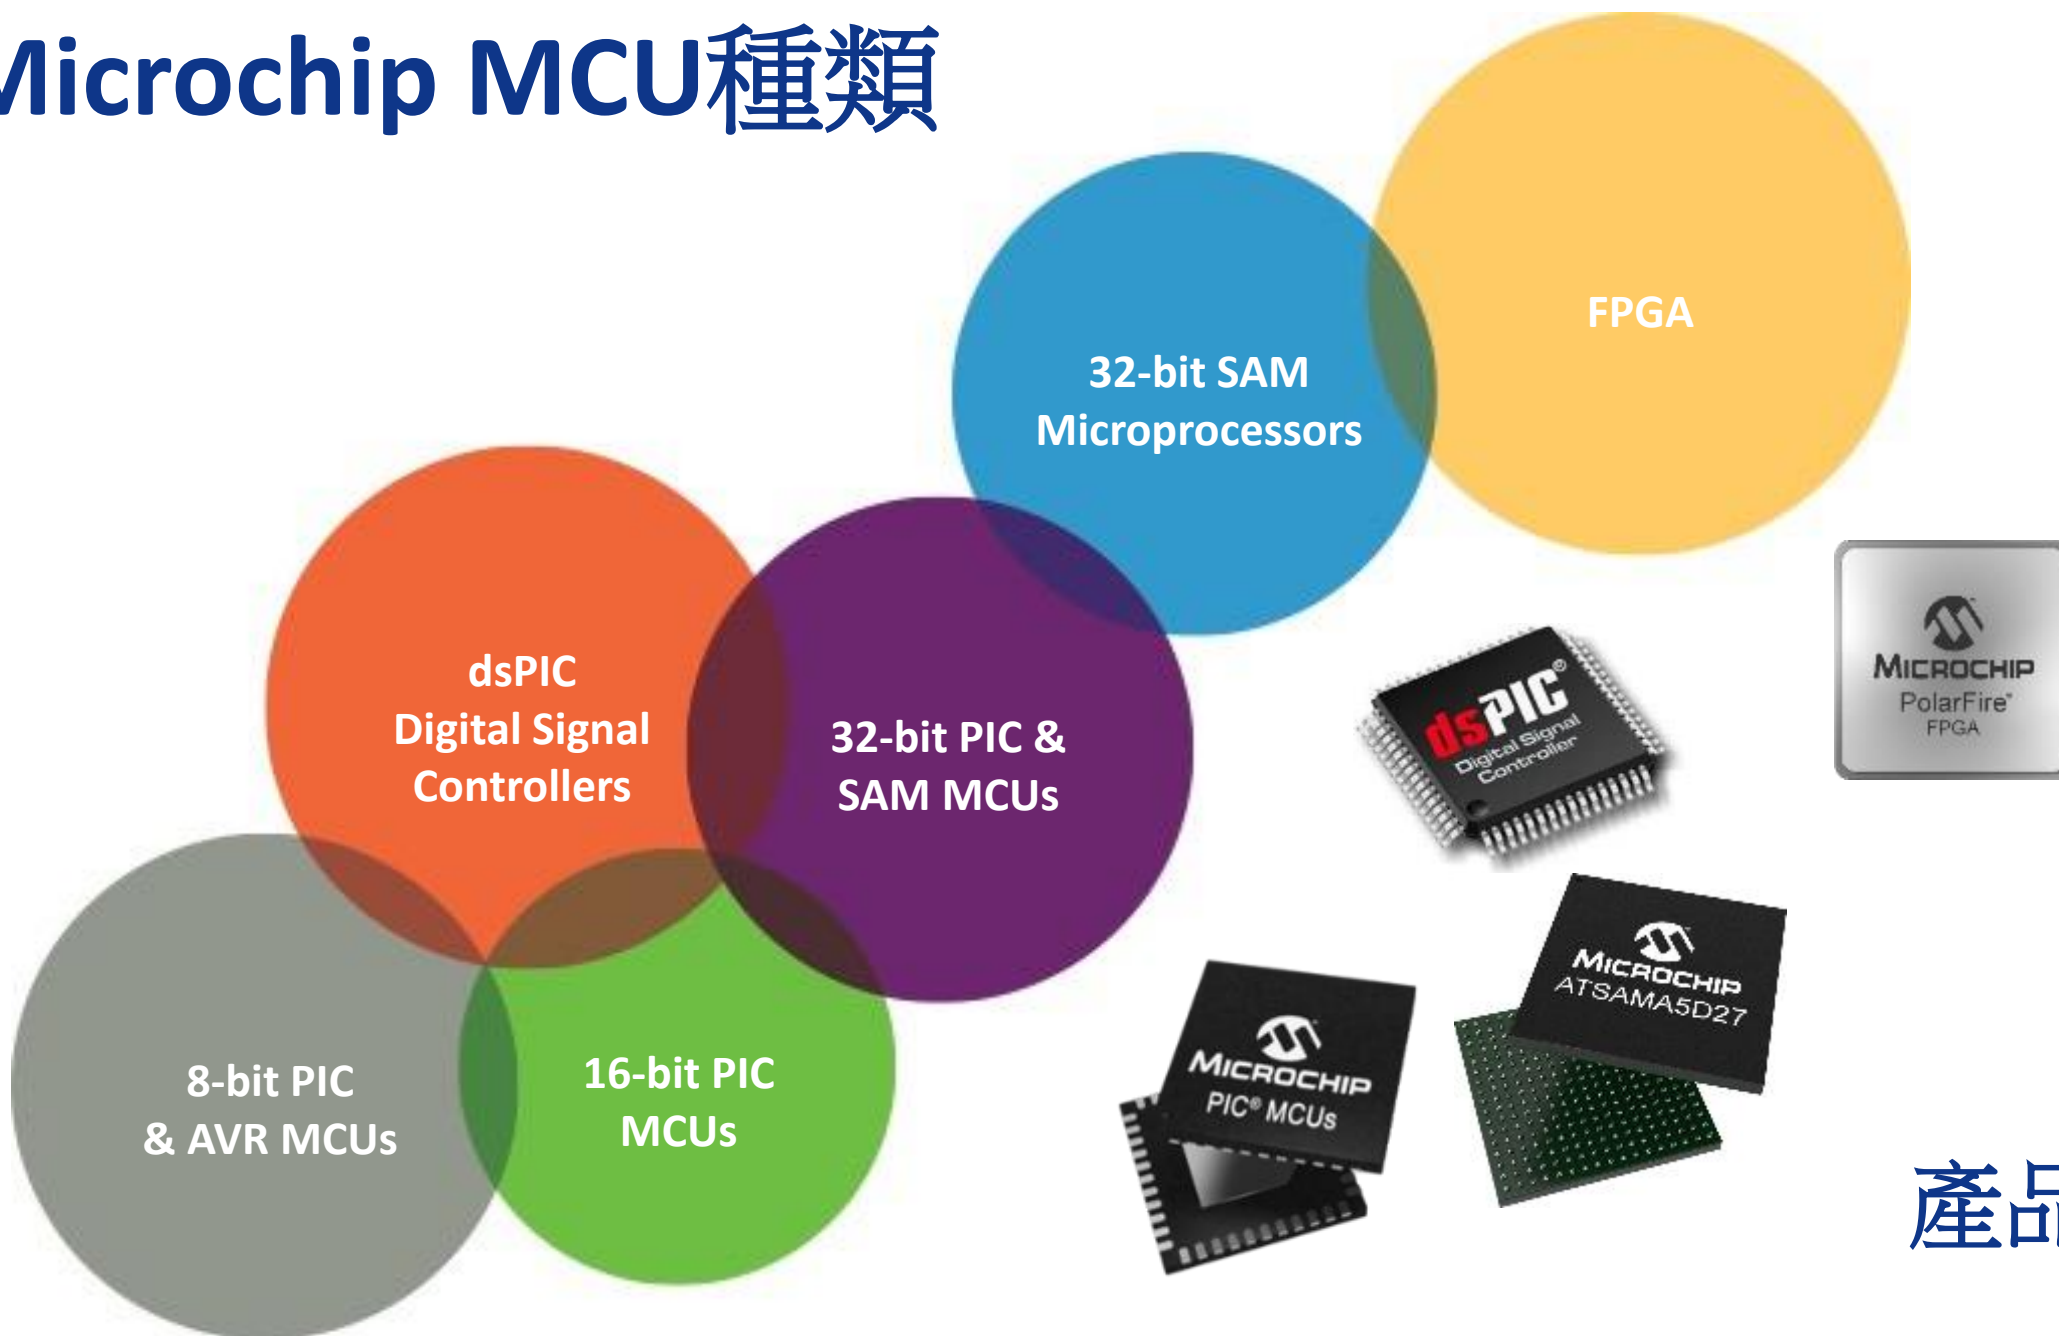 Microchip MCU種類
FPGA
32-bit SAM
Microprocessors
dsPIC
Digital Signal
Controllers
32-bit PIC &
SAM MCUs
8-bit PIC
& AVR MCUs
16-bit PIC
MCUs
dsPIC®
Digital Signal
Controller
MICROCHIP
PolarFire®
FPGA
MICROCHIP
ATSAMA5D27
MICROCHIP
PIC® MCUs
產品